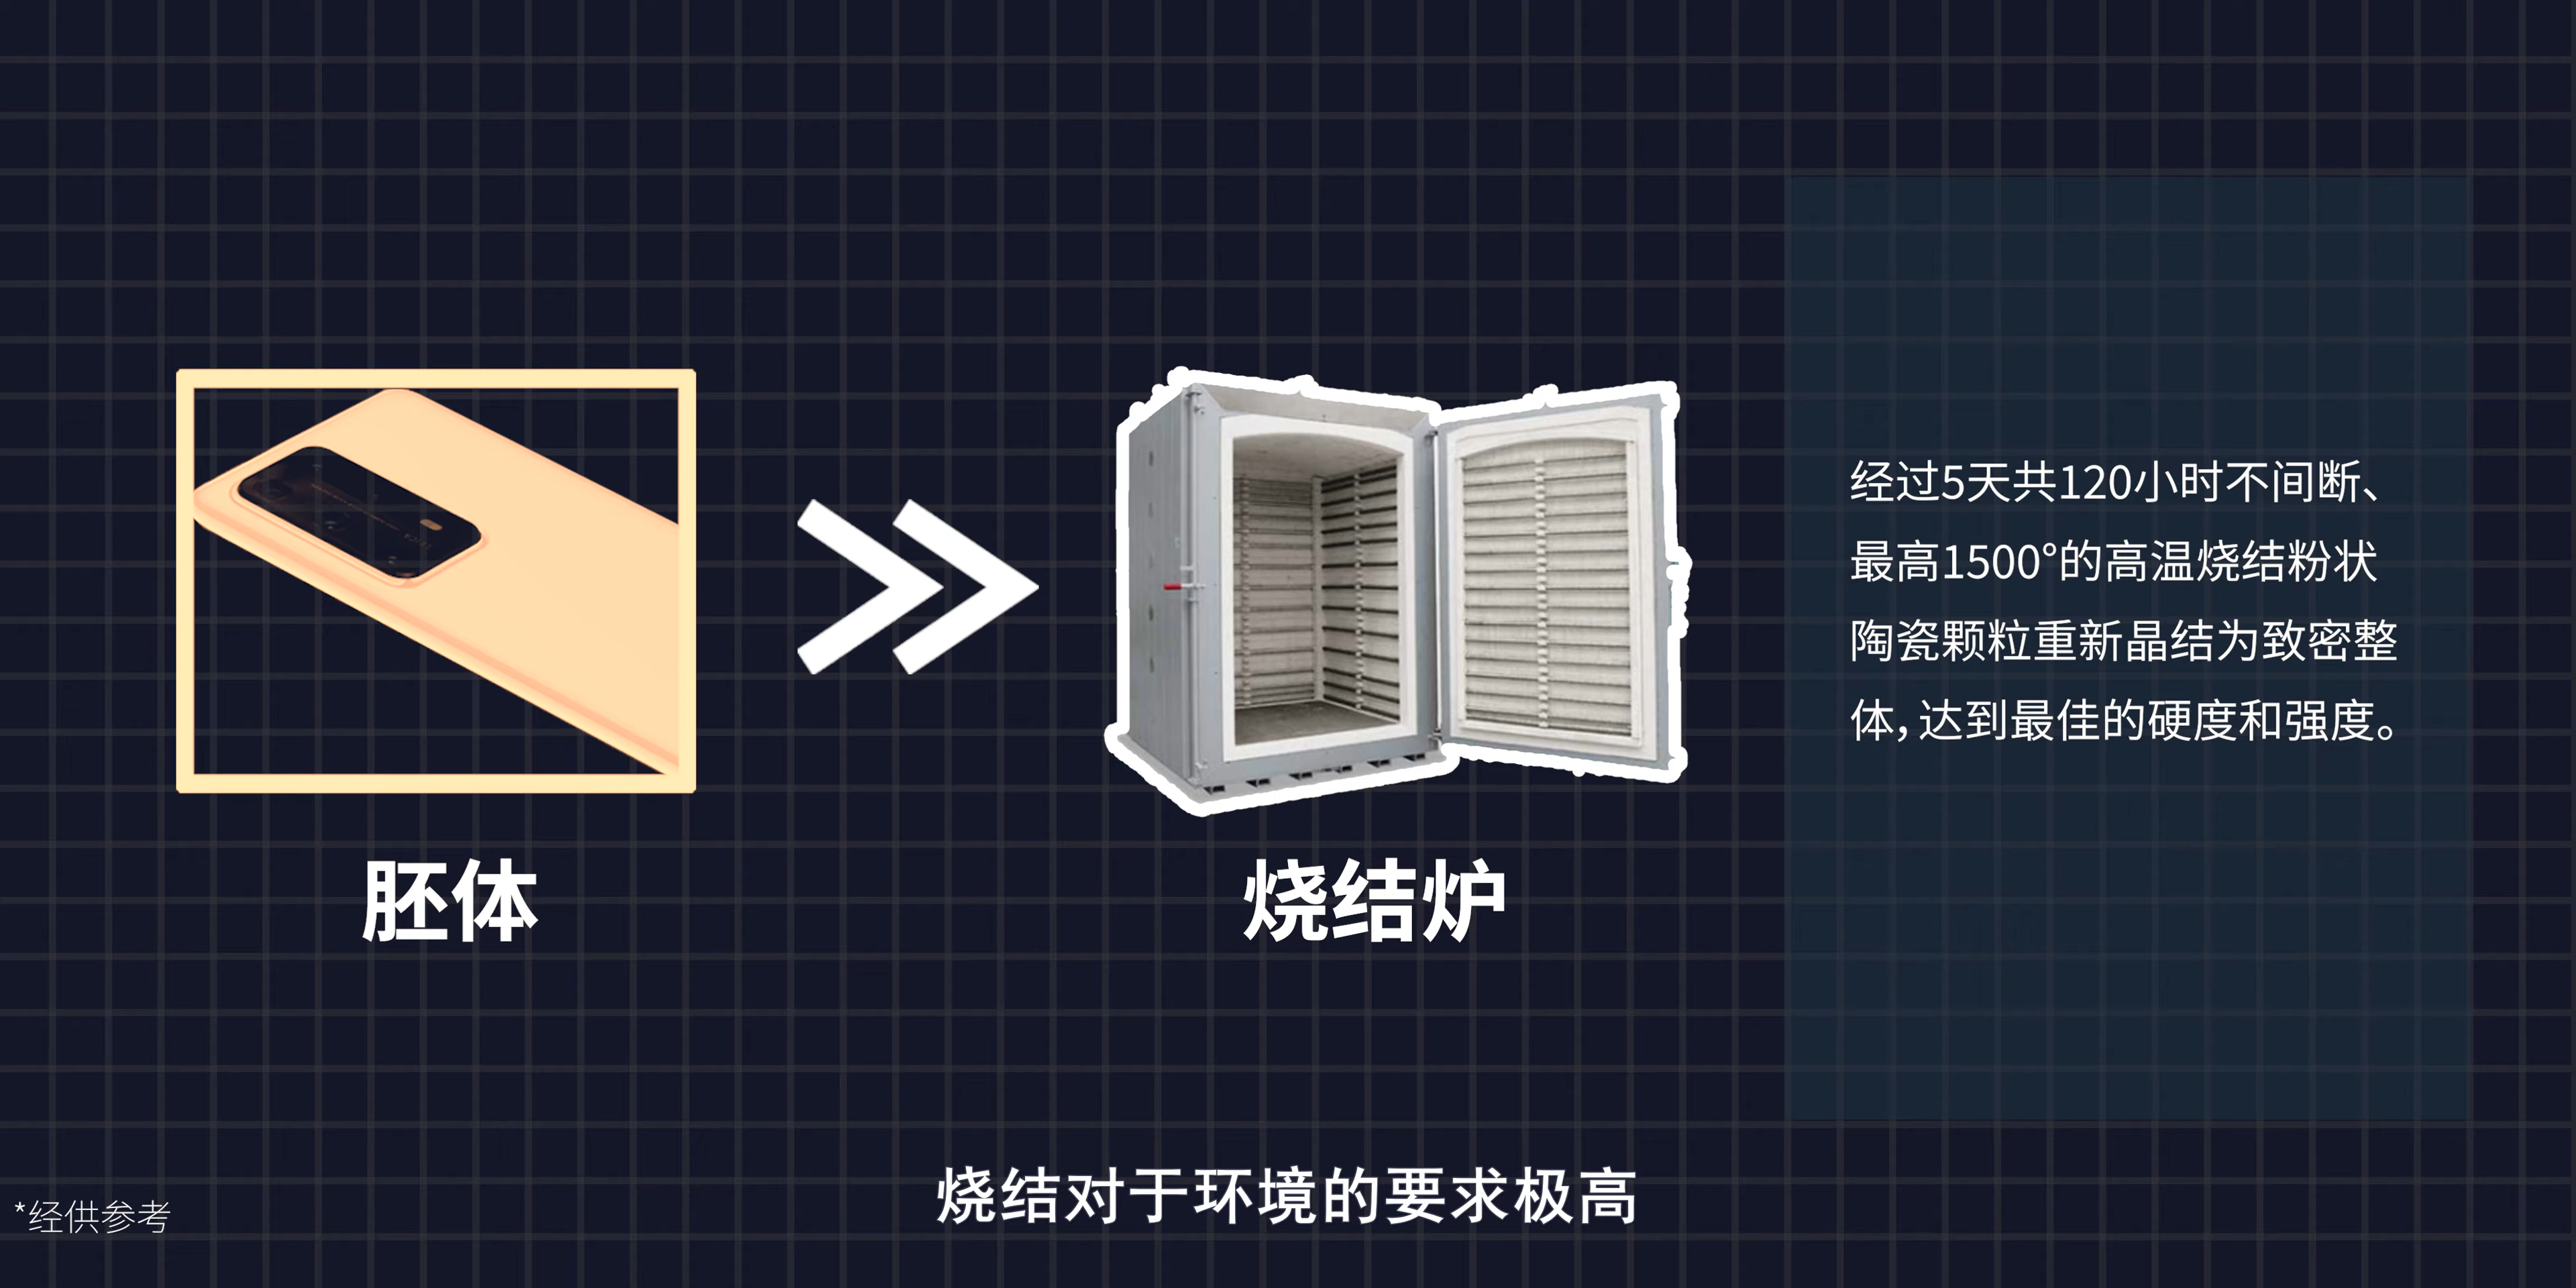 经过5天共120小时不间断、
最高1500°的高温烧结粉状
陶瓷颗粒重新晶结为致密整
体，达到最佳的硬度和强度。
胚体
烧结炉
烧结对于环境的要求极高
*经供参考